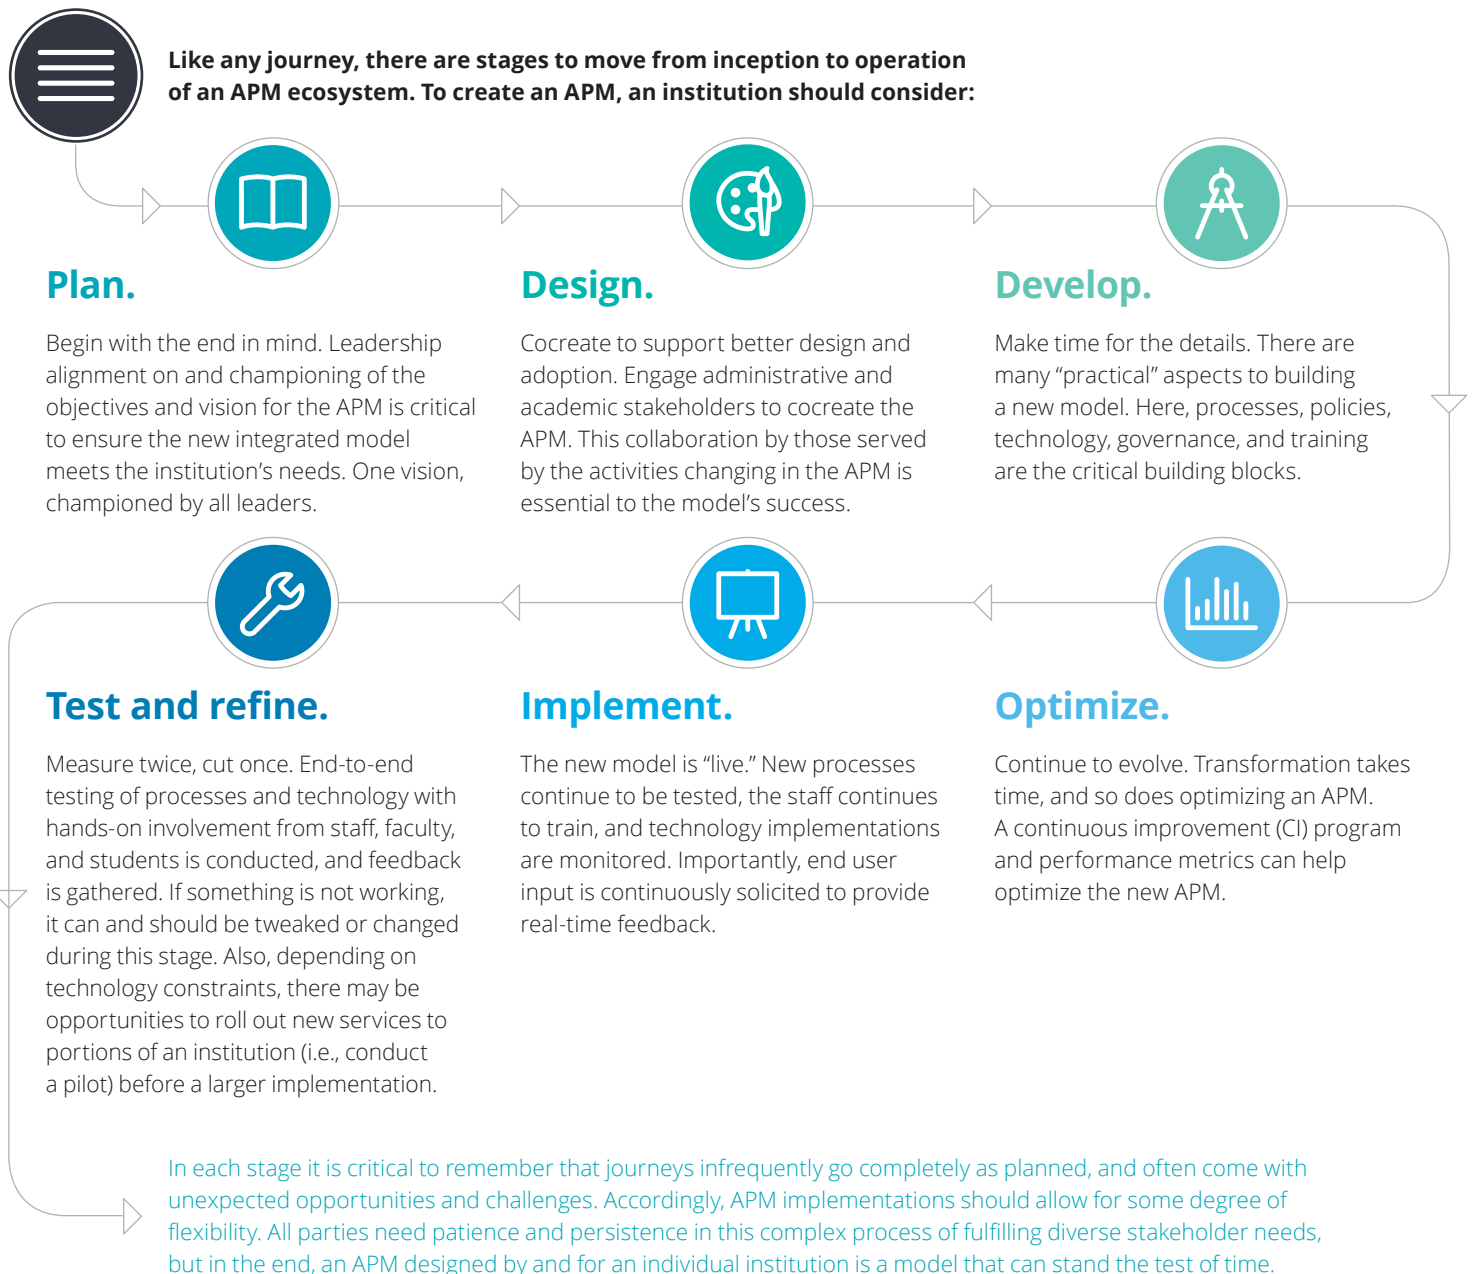 Like any journey, there are stages to move from inception to operation
of an APM ecosystem. To create an APM, an institution should consider:
Plan.
Begin with the end in mind. Leadership
alignment on and championing of the
objectives and vision for the APM is critical
to ensure the new integrated model
meets the institution’s needs. One vision,
championed by all leaders.
Design.
Cocreate to support better design and
adoption. Engage administrative and
academic stakeholders to cocreate the
APM. This collaboration by those served
by the activities changing in the APM is
essential to the model’s success.
Develop.
Make time for the details. There are
many “practical” aspects to building
a new model. Here, processes, policies,
technology, governance, and training
are the critical building blocks.
Test and refine.
Measure twice, cut once. End-to-end
testing of processes and technology with
hands-on involvement from staff, faculty,
and students is conducted, and feedback
is gathered. If something is not working,
it can and should be tweaked or changed
during this stage. Also, depending on
technology constraints, there may be
opportunities to roll out new services to
portions of an institution (i.e., conduct
a pilot) before a larger implementation.
Implement.
The new model is “live.” New processes
continue to be tested, the staff continues
to train, and technology implementations
are monitored. Importantly, end user
input is continuously solicited to provide
real-time feedback.
Optimize.
Continue to evolve. Transformation takes
time, and so does optimizing an APM.
A continuous improvement (CI) program
and performance metrics can help
optimize the new APM.
In each stage it is critical to remember that journeys infrequently go completely as planned, and often come with
unexpected opportunities and challenges. Accordingly, APM implementations should allow for some degree of
flexibility. All parties need patience and persistence in this complex process of fulfilling diverse stakeholder needs,
but in the end, an APM designed by and for an individual institution is a model that can stand the test of time.